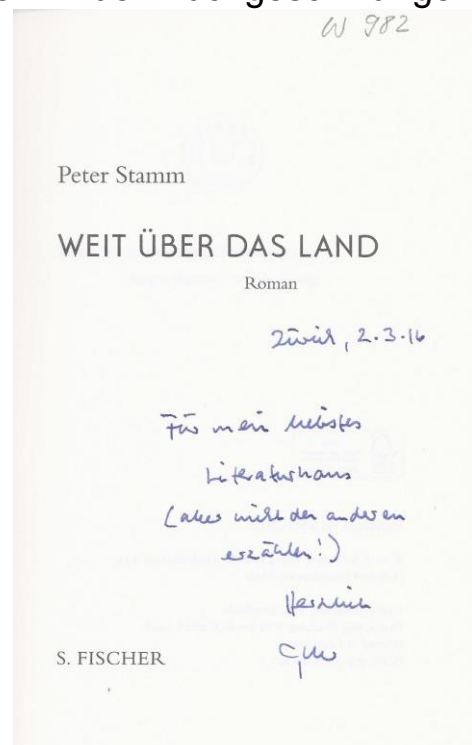 W 982
Peter Stamm
WEIT ÜBER DAS LAND
Roman
Zürich, 2.3.16
Für mein liebstes
Literaturhaus
(aber nicht den anderen
erzählen!)
Herzlich
S. FISCHER